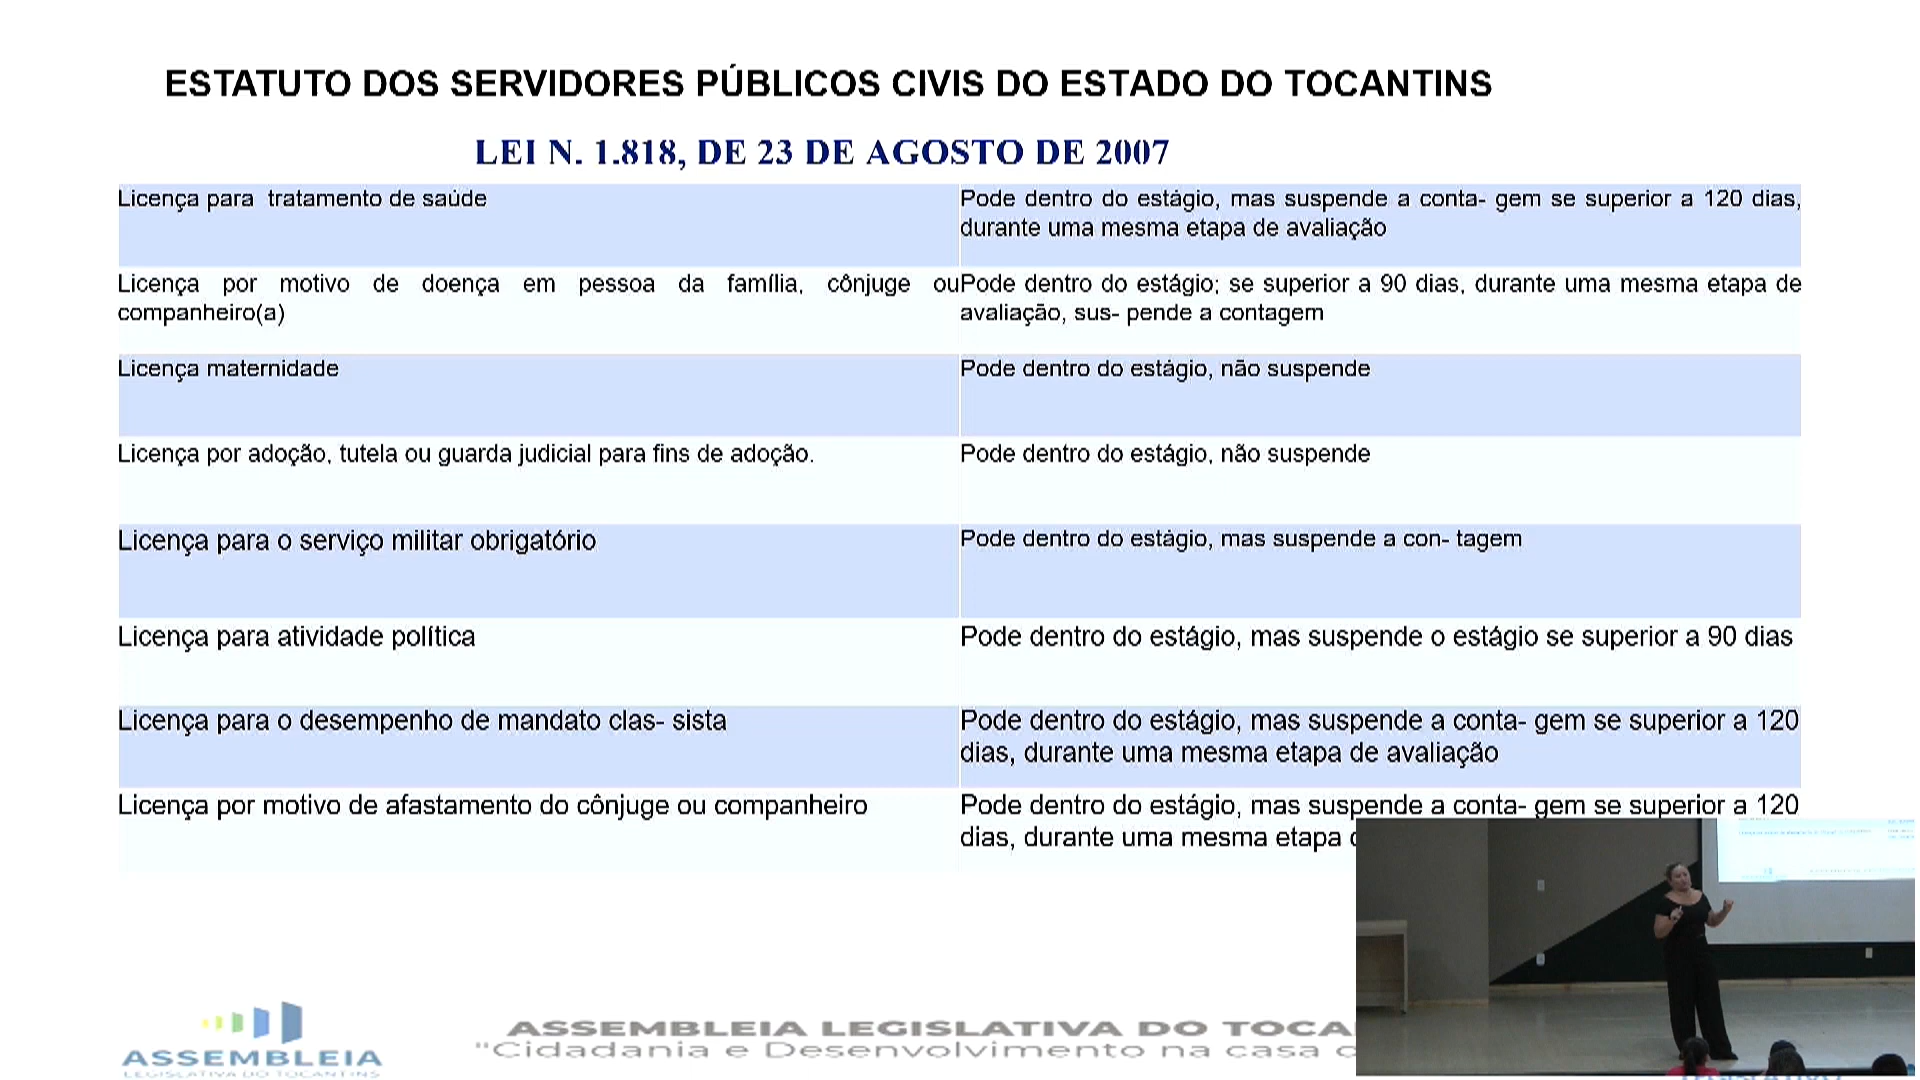 ESTATUTO DOS SERVIDORES PÚBLICOS CIVIS DO ESTADO DO TOCANTINS
LEI N. 1.818, DE 23 DE AGOSTO DE 2007
Licença para tratamento de saúde
Pode dentro do estágio, mas suspende a conta- gem se superior a 120 dias,
durante uma mesma etapa de avaliação
Licença por motivo de doença em pessoa da família, cônjuge ou
companheiro(a)
Pode dentro do estágio; se superior a 90 dias, durante uma mesma etapa de
avaliação, sus- pende a contagem
Licença maternidade
Pode dentro do estágio, não suspende
Licença por adoção, tutela ou guarda judicial para fins de adoção.
Pode dentro do estágio, não suspende
Licença para o serviço militar obrigatório
Pode dentro do estágio, mas suspende a con- tagem
Licença para atividade política
Pode dentro do estágio, mas suspende o estágio se superior a 90 dias
Licença para o desempenho de mandato clas- sista
Pode dentro do estágio, mas suspende a conta- gem se superior a 120
dias, durante uma mesma etapa de avaliação
Licença por motivo de afastamento do cônjuge ou companheiro
Pode dentro do estágio, mas suspende a conta- gem se superior a 120
dias, durante uma mesma etapa
ASSEMBLEIA
LEGISLATIVA DO TOCANTINS
ASSEMBLEIA LEGISLATIVA DO TOCA
"Cidadania e Desenvolvimento na casa